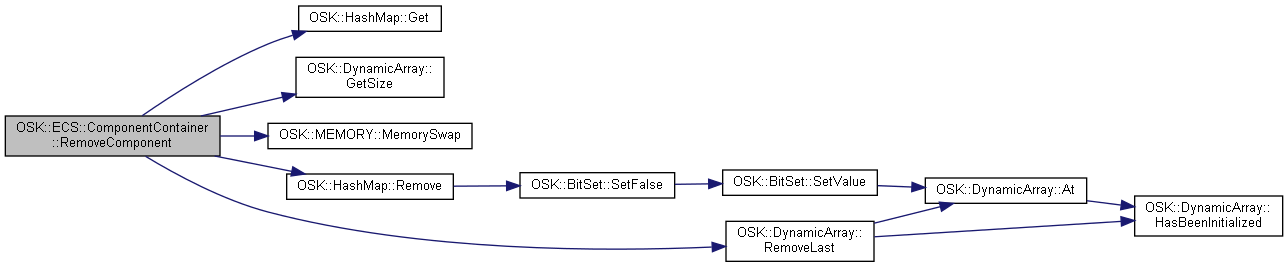 OSK::HashMap::Get
OSK::DynamicArray::
GetSize
OSK::ECS::ComponentContainer
::RemoveComponent
OSK::MEMORY::MemorySwap
OSK::HashMap::Remove
OSK::BitSet::SetFalse
OSK::BitSet::SetValue
OSK::DynamicArray::At
OSK::DynamicArray::
HasBeenInitialized
OSK::DynamicArray::
RemoveLast